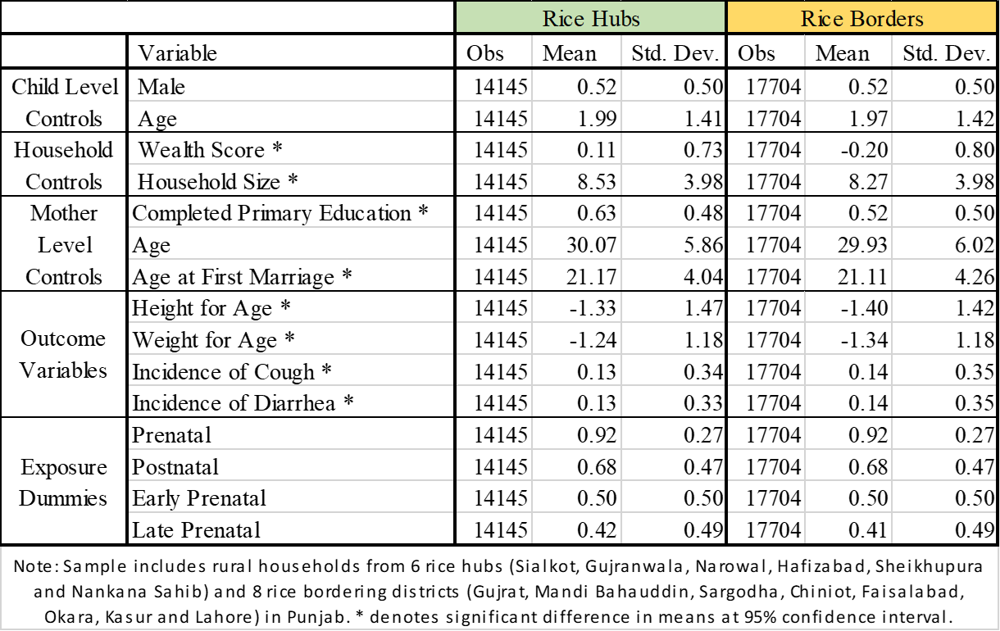 Rice Hubs Rice Borders
Variable Obs Mean Std. Dev. Obs Mean Std. Dev.
Child Level Male 14145 0.52 0.50 17704 0.52 0.50
Controls Age 14145 1.99 1.41 17704 1.97 1.42
Household Wealth Score * 14145 0.11 0.73 17704 -0.20 0.80
Controls Household Size * 14145 8.53 3.98 17704 8.27 3.98
Mother Completed Primary Education * 14145 0.63 0.48 17704 0.52 0.50
Level Age 14145 30.07 5.86 17704 29.93 6.02
Controls Age at First Marriage * 14145 21.17 4.04 17704 21.11 4.26
Height for Age * 14145 -1.33 1.47 17704 -1.40 1.42
Outcome Weight for Age * 14145 -1.24 1.18 17704 -1.34 1.18
Variables Incidence of Cough * 14145 0.13 0.34 17704 0.14 0.35
Incidence of Diarrhea * 14145 0.13 0.33 17704 0.14 0.35
Prenatal 14145 0.92 0.27 17704 0.92 0.27
Exposure Postnatal 14145 0.68 0.47 17704 0.68 0.47
Dummies Early Prenatal 14145 0.50 0.50 17704 0.50 0.50
Late Prenatal 14145 0.42 0.49 17704 0.41 0.49
Note: Sample includes rural households from 6 rice hubs (Sialkot, Gujranwala, Narowal, Hafizabad, Sheikhupura
and Nankana Sahib) and 8 rice bordering districts (Gujrat, Mandi Bahauddin, Sargodha, Chiniot, Faisalabad,
Okara, Kasur and Lahore) in Punjab. * denotes significant difference in means at 95% confidence interval.